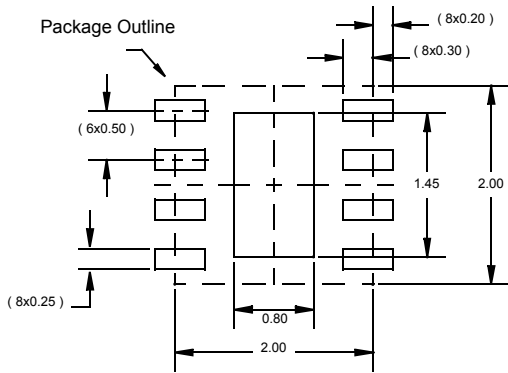 ( 8x0.20 )
Package Outline
( 8x0.30 )
( 6x0.50 )
1.45
2.00
( 8x0.25 )
0.80
2.00